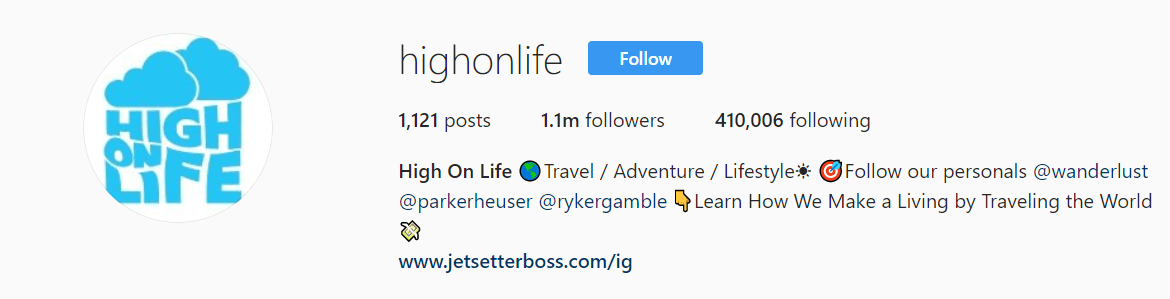 HIGH
ON
LIFE
highonlife Follow
1,121 posts 1.1m followers 410,006 following
High On Life 🌎Travel / Adventure / Lifestyle☀ 🎯Follow our personals @wanderlust
@parkerheuser @rykergamble 👇Learn How We Make a Living by Traveling the World
💸
www.jetsetterboss.com/ig